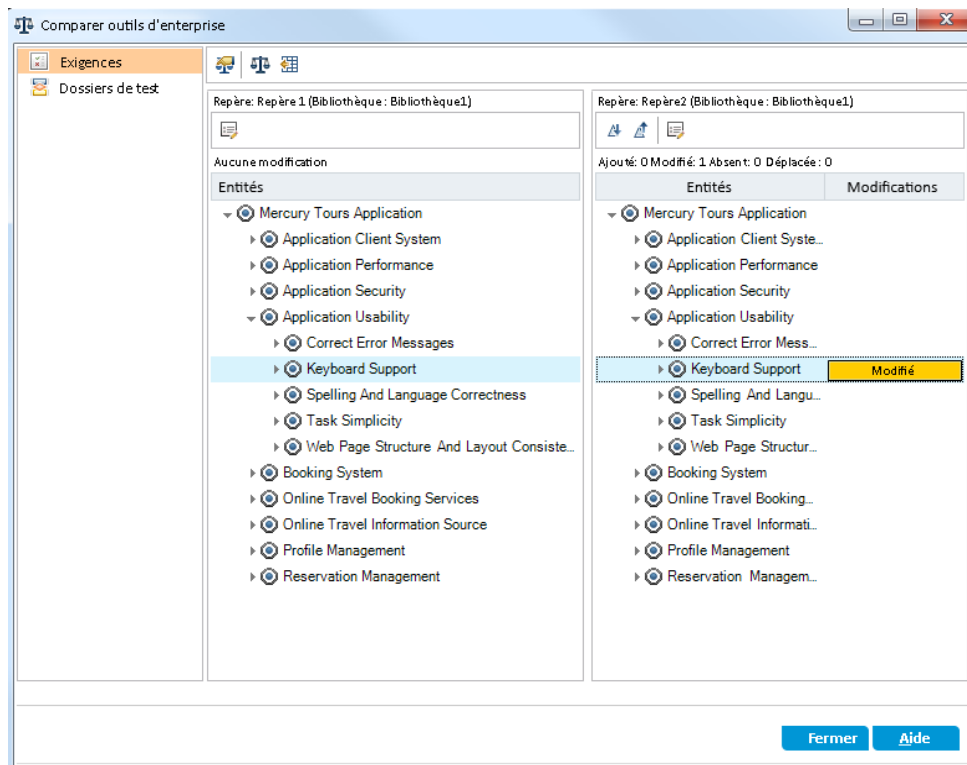 Comparer outils d'enterprise
Exigences
Dossiers de test
Repère: Repère 1 (Bibliothèque : Bibliothèque1)
Aucune modification
Entités
Mercury Tours Application
Application Client System
Application Performance
Application Security
Application Usability
Correct Error Messages
Keyboard Support
Spelling And Language Correctness
Task Simplicity
Web Page Structure And Layout Consiste...
Booking System
Online Travel Booking Services
Online Travel Information Source
Profile Management
Reservation Management
Repère: Repère2 (Bibliothèque : Bibliothèque1)
Ajouté: 0 Modifié: 1 Absent: 0 Déplacée : 0
Entités Modifications
Mercury Tours Application
Application Client Syste...
Application Performance
Application Security
Application Usability
Correct Error Mess...
Keyboard Support Modifié
Spelling And Langu...
Task Simplicity
Web Page Structur...
Booking System
Online Travel Booking...
Online Travel Informati...
Profile Management
Reservation Managem...
Fermer Aide